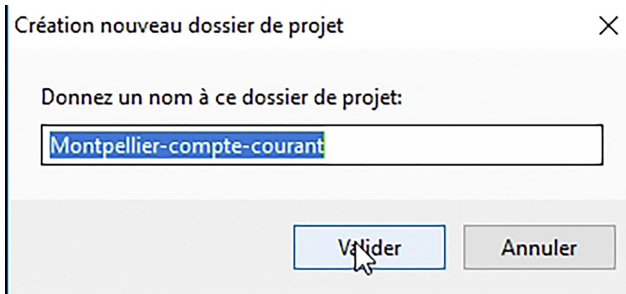 Création nouveau dossier de projet
Donnez un nom à ce dossier de projet:
Montpellier-compte-courant
Valider Annuler